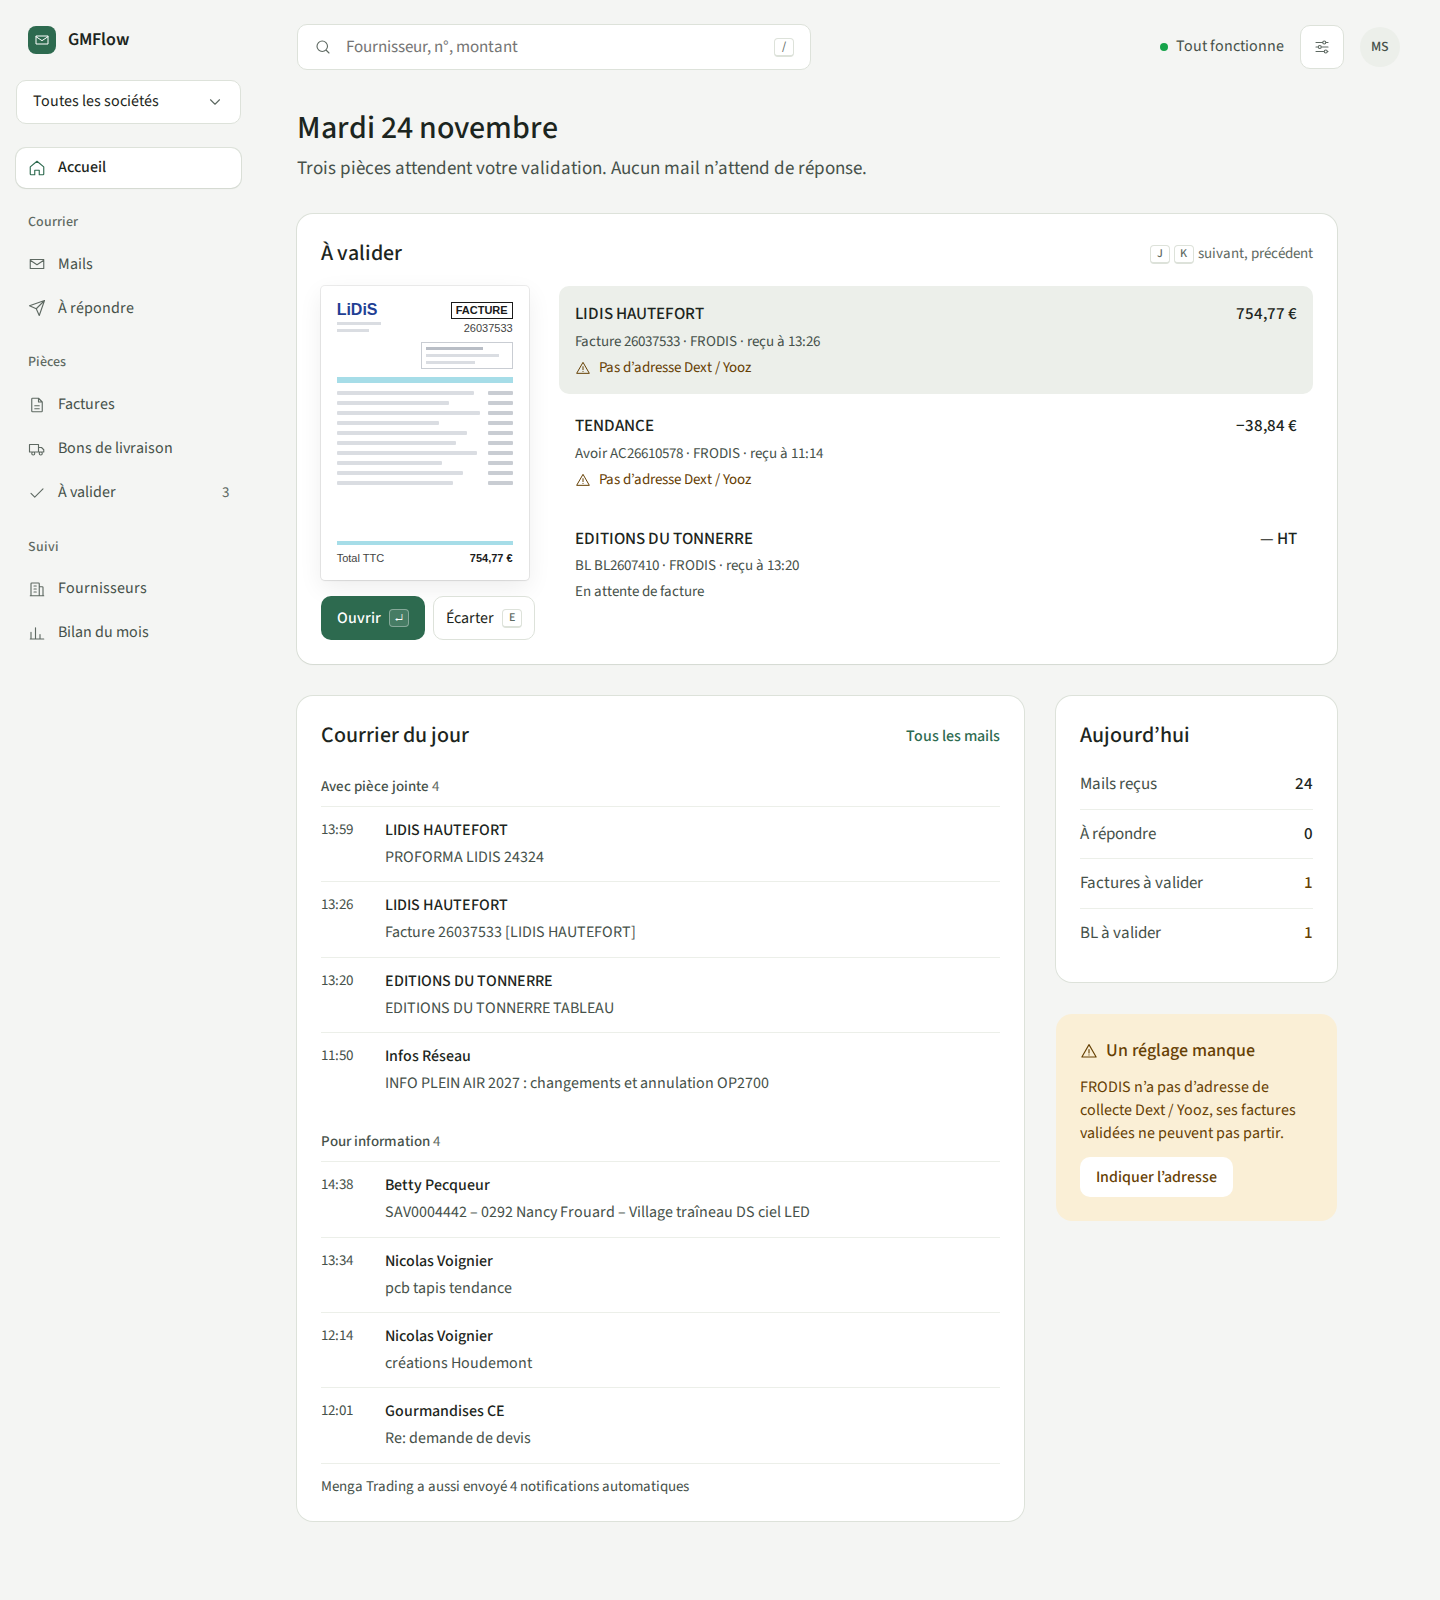 GMFlow
Fournisseur, n°, montant /
Tout fonctionne
MS
Toutes les sociétés
Accueil
Courrier
Mails
À répondre
Pièces
Factures
Bons de livraison
À valider 3
Suivi
Fournisseurs
Bilan du mois
Mardi 24 novembre
Trois pièces attendent votre validation. Aucun mail n’attend de réponse.
À valider
J K suivant, précédent
LiDiS
FACTURE
26037533
Total TTC 754,77 €
Ouvrir ↵
Écarter E
LIDIS HAUTEFORT 754,77 €
Facture 26037533 · FRODIS · reçu à 13:26
Pas d’adresse Dext / Yooz
TENDANCE −38,84 €
Avoir AC26610578 · FRODIS · reçu à 11:14
Pas d’adresse Dext / Yooz
EDITIONS DU TONNERRE — HT
BL BL2607410 · FRODIS · reçu à 13:20
En attente de facture
Courrier du jour Tous les mails
Avec pièce jointe 4
13:59 LIDIS HAUTEFORT
PROFORMA LIDIS 24324
13:26 LIDIS HAUTEFORT
Facture 26037533 [LIDIS HAUTEFORT]
13:20 EDITIONS DU TONNERRE
EDITIONS DU TONNERRE TABLEAU
11:50 Infos Réseau
INFO PLEIN AIR 2027 : changements et annulation OP2700
Pour information 4
14:38 Betty Pecqueur
SAV0004442 – 0292 Nancy Frouard – Village traîneau DS ciel LED
13:34 Nicolas Voignier
pcb tapis tendance
12:14 Nicolas Voignier
créations Houdemont
12:01 Gourmandises CE
Re: demande de devis
Menga Trading a aussi envoyé 4 notifications automatiques
Aujourd’hui
Mails reçus 24
À répondre 0
Factures à valider 1
BL à valider 1
Un réglage manque
FRODIS n’a pas d’adresse de
collecte Dext / Yooz, ses factures
validées ne peuvent pas partir.
Indiquer l’adresse